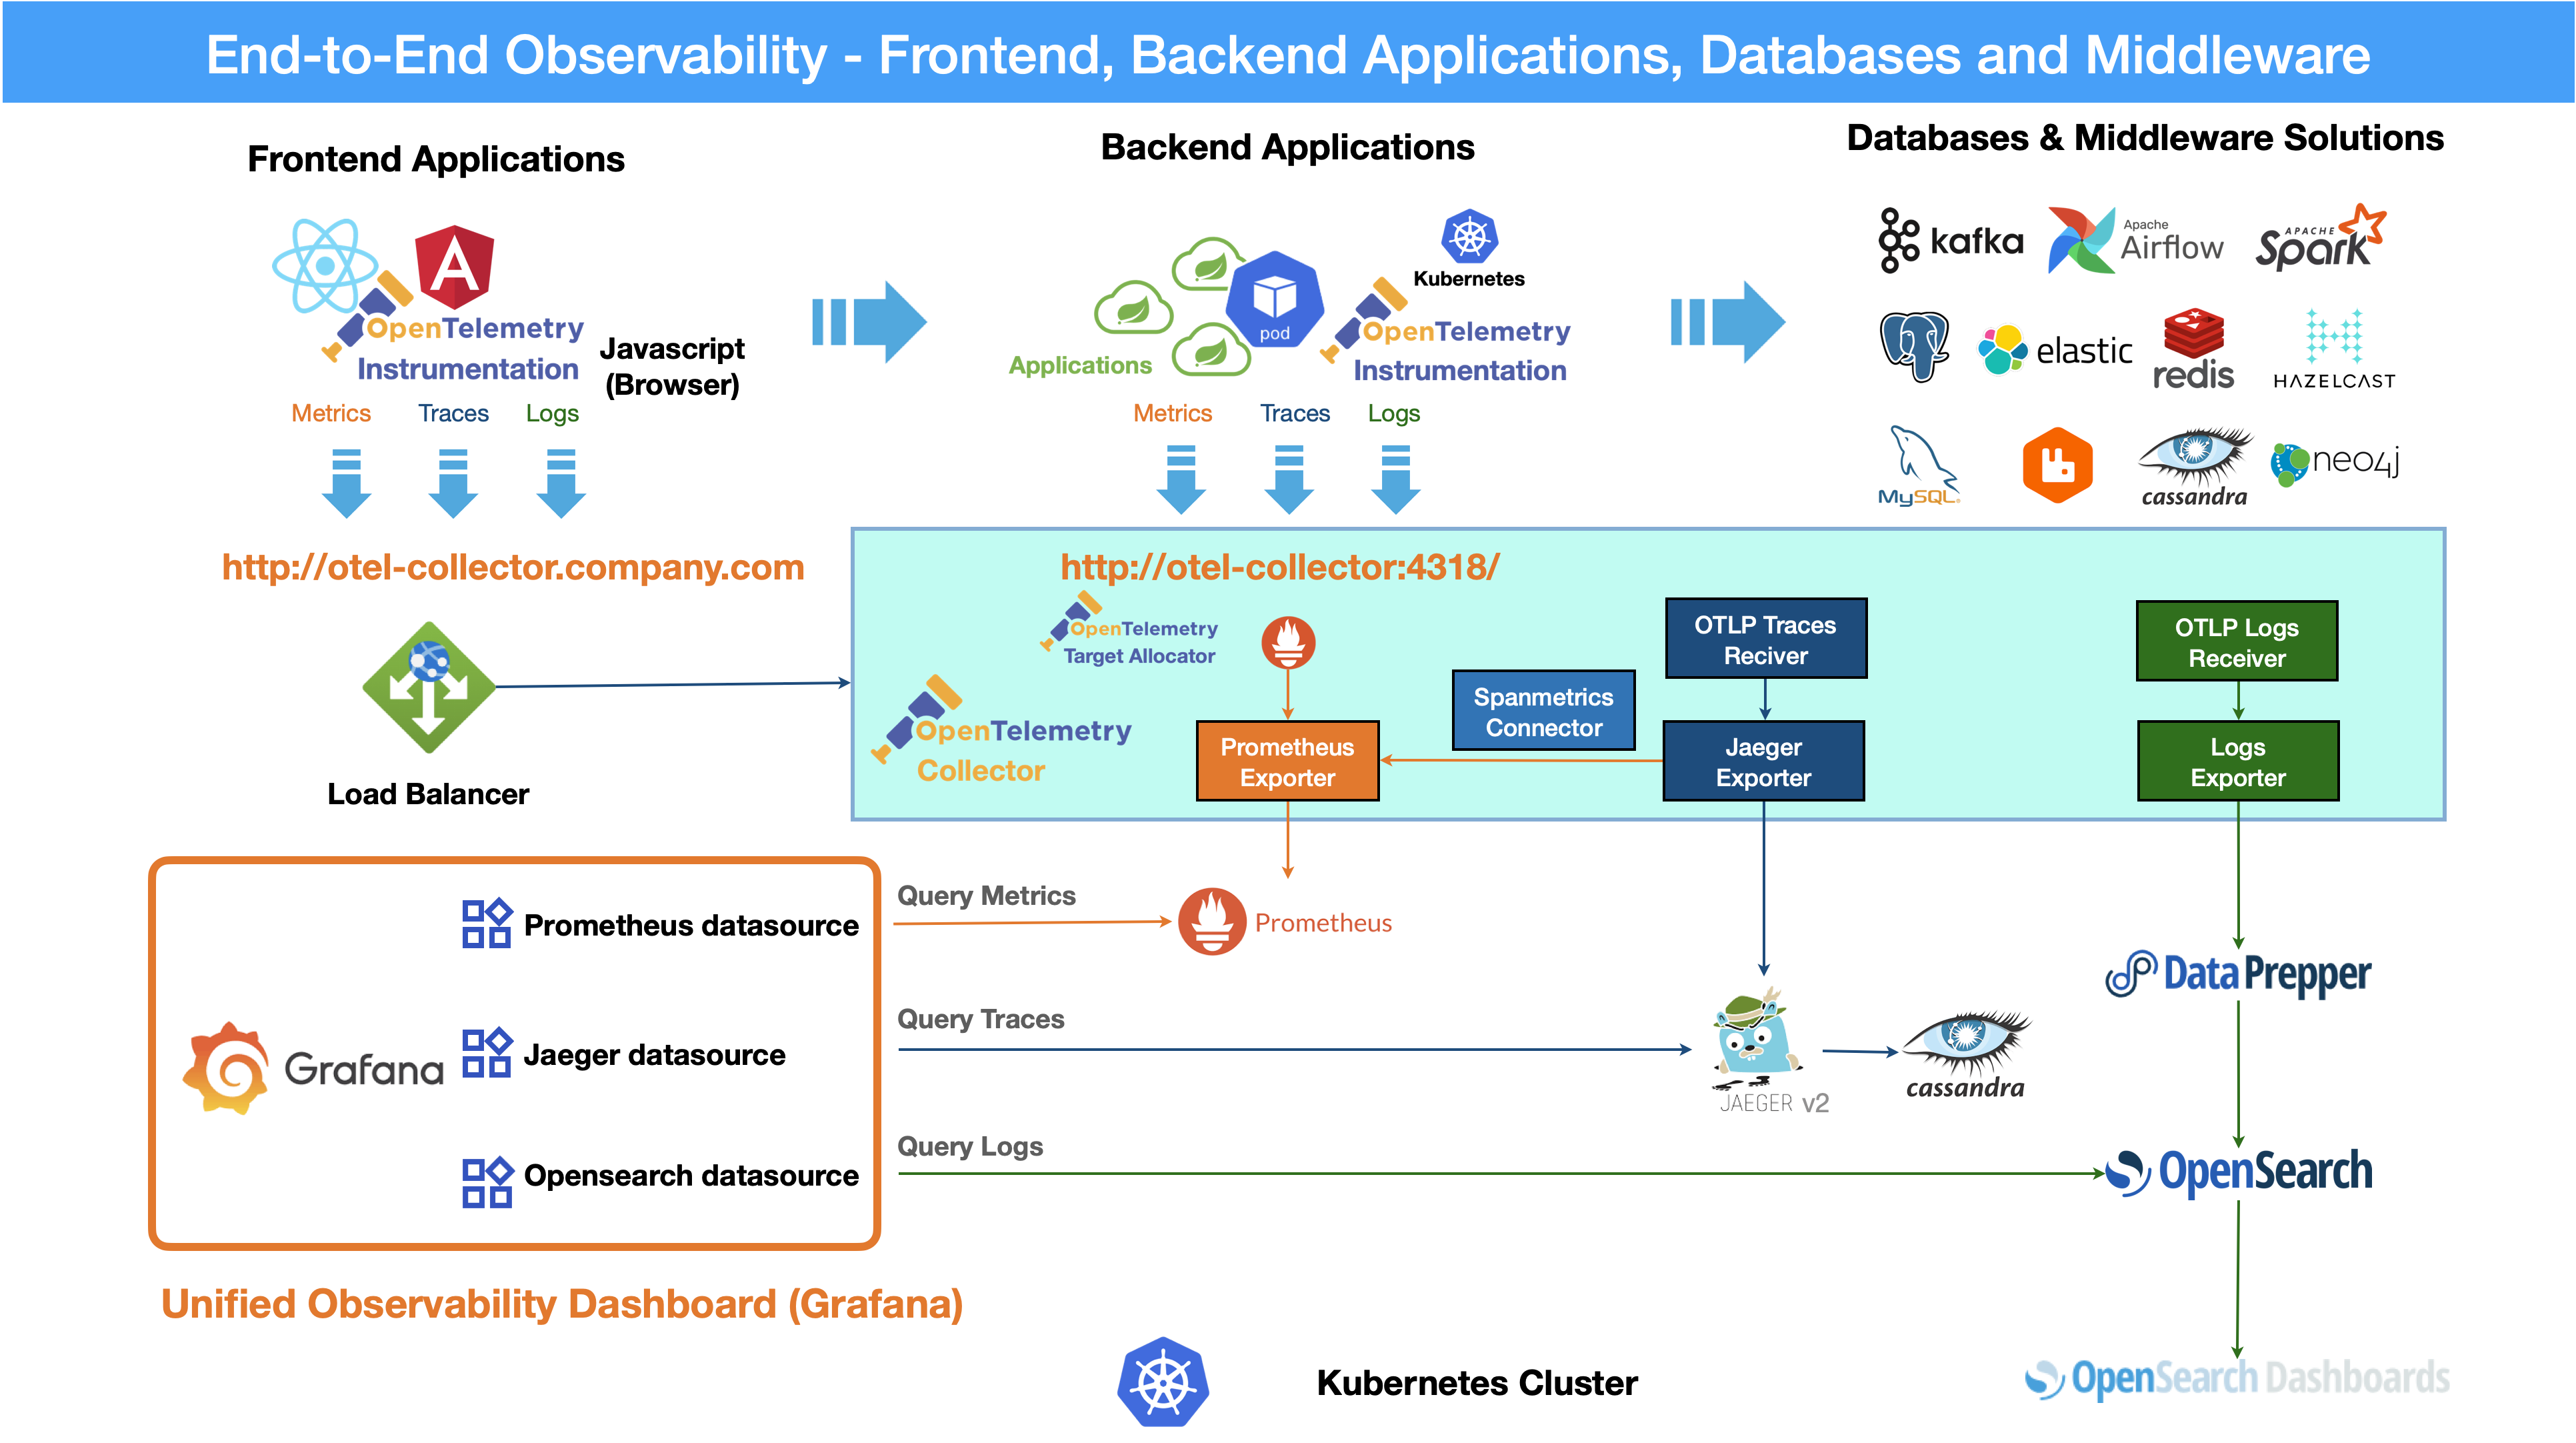 End-to-End Observability - Frontend, Backend Applications, Databases and Middleware
Frontend Applications
OpenTelemetry
Instrumentation
Javascript
(Browser)
Metrics
Traces
Logs
http://otel-collector.company.com
Load Balancer
Backend Applications
Applications
pod
Kubernetes
OpenTelemetry
Instrumentation
Metrics
Traces
Logs
Databases & Middleware Solutions
kafka
Apache
Airflow
APACHE
Spark
elastic
redis
HAZELCAST
MySQL
cassandra
neo4j
http://otel-collector:4318/
OpenTelemetry
Target Allocator
OpenTelemetry
Collector
Prometheus
Exporter
Spanmetrics
Connector
OTLP Traces
Reciver
Jaeger
Exporter
OTLP Logs
Receiver
Logs
Exporter
Grafana
Prometheus datasource
Jaeger datasource
Opensearch datasource
Query Metrics
Prometheus
Query Traces
JAEGER v2
cassandra
Data Prepper
Query Logs
OpenSearch
Unified Observability Dashboard (Grafana)
Kubernetes Cluster
OpenSearch Dashboards